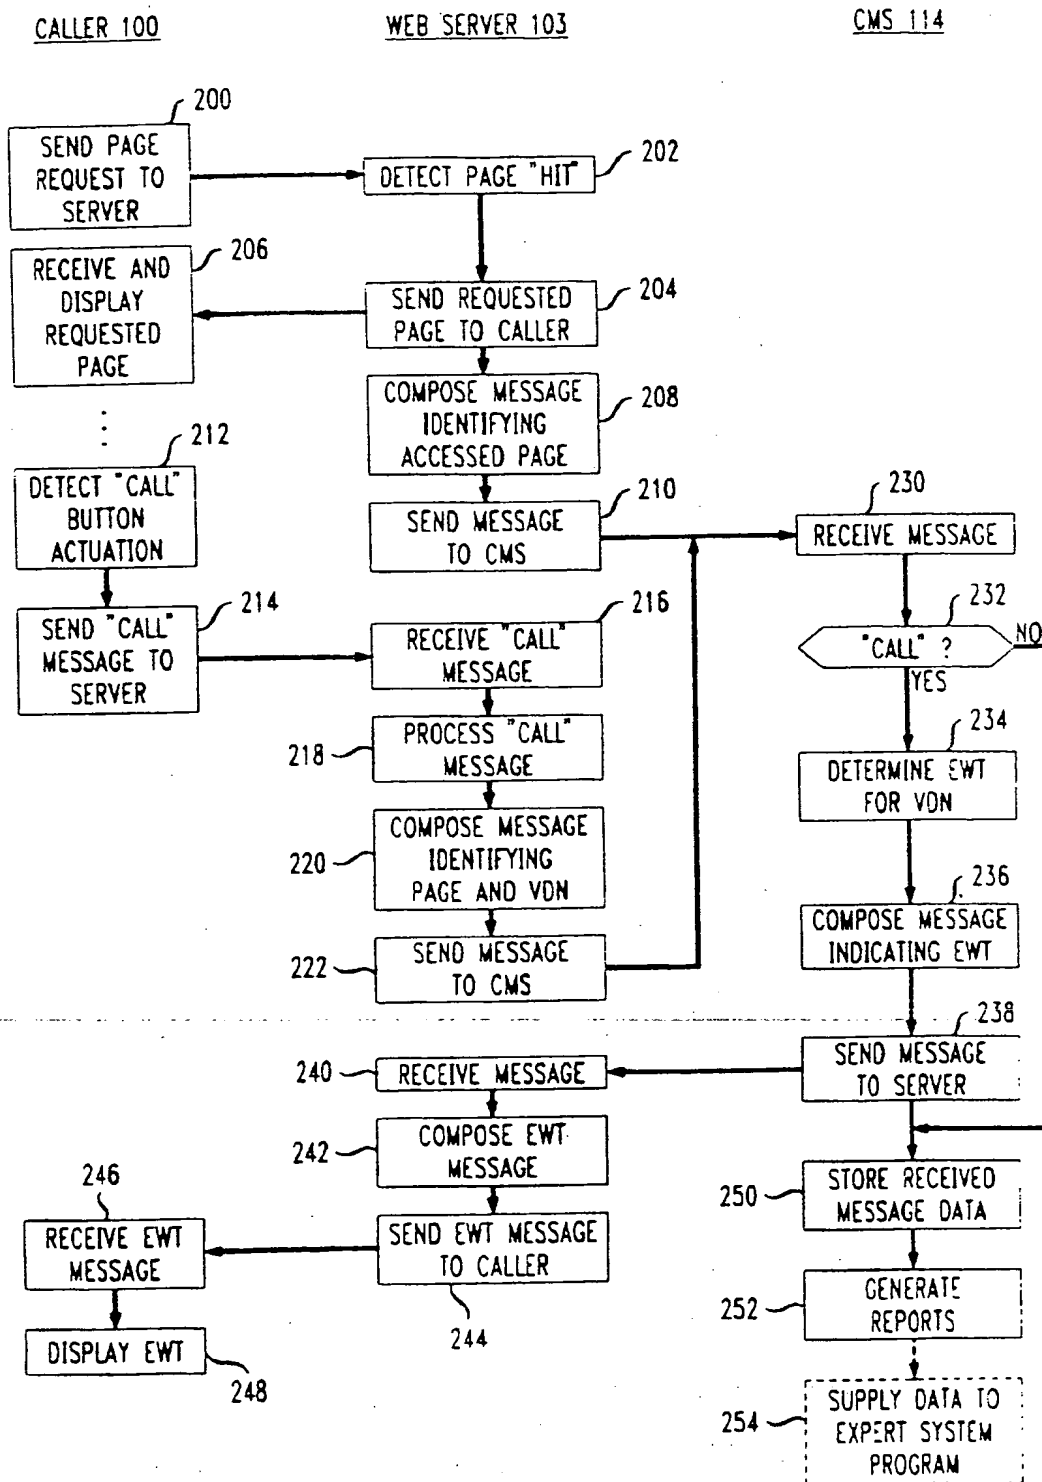 CALLER 100
WEB SERVER 103
CMS 114
200
SEND PAGE
REQUEST TO
SERVER
202
DETECT PAGE "HIT"
206
RECEIVE AND
DISPLAY
REQUESTED
PAGE
204
SEND REQUESTED
PAGE TO CALLER
208
COMPOSE MESSAGE
IDENTIFYING
ACCESSED PAGE
212
DETECT "CALL"
BUTTON
ACTUATION
210
SEND MESSAGE
TO CMS
230
RECEIVE MESSAGE
214
SEND "CALL"
MESSAGE TO
SERVER
216
RECEIVE "CALL"
MESSAGE
232
"CALL" ?
NO
YES
218
PROCESS "CALL"
MESSAGE
234
DETERMINE EWT
FOR VDN
220
COMPOSE MESSAGE
IDENTIFYING
PAGE AND VDN
236
COMPOSE MESSAGE
INDICATING EWT
222
SEND MESSAGE
TO CMS
238
SEND MESSAGE
TO SERVER
240
RECEIVE MESSAGE
242
COMPOSE EWT
MESSAGE
250
STORE RECEIVED
MESSAGE DATA
246
RECEIVE EWT
MESSAGE
SEND EWT MESSAGE
TO CALLER
244
252
GENERATE
REPORTS
DISPLAY EWT
248
254
SUPPLY DATA TO
EXPERT SYSTEM
PROGRAM